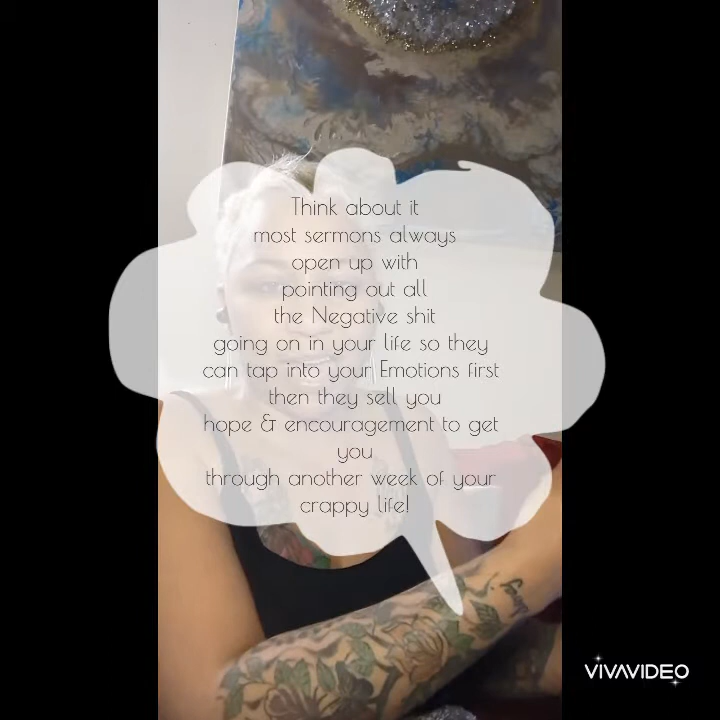 Think about it
most sermons always
open up with
pointing out all
the Negative shit
going on in your life so they
can tap into your Emotions first
then they sell you
hope & encouragement to get
you
through another week of your
crappy life!
VIVAVIDEO